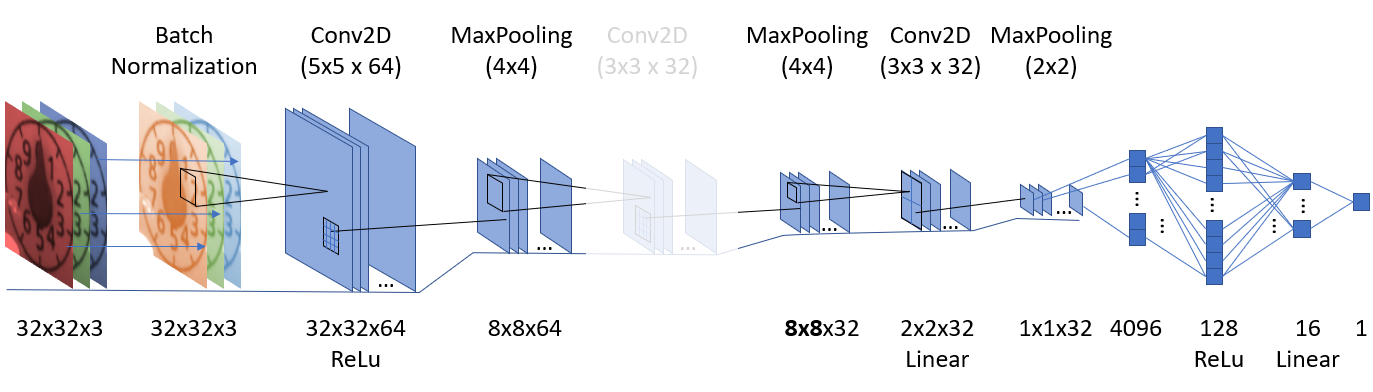 Batch
Normalization
Conv2D
(5x5 x 64)
MaxPooling
(4x4)
Conv2D
(3x3 x 32)
MaxPooling
(4x4)
Conv2D
(3x3 x 32)
MaxPooling
(2x2)
...
...
...
...
...
32x32x3
32x32x3
32x32x64
ReLu
8x8x64
8x8x32
2x2x32
Linear
1x1x32
4096
128
ReLu
16
Linear
1